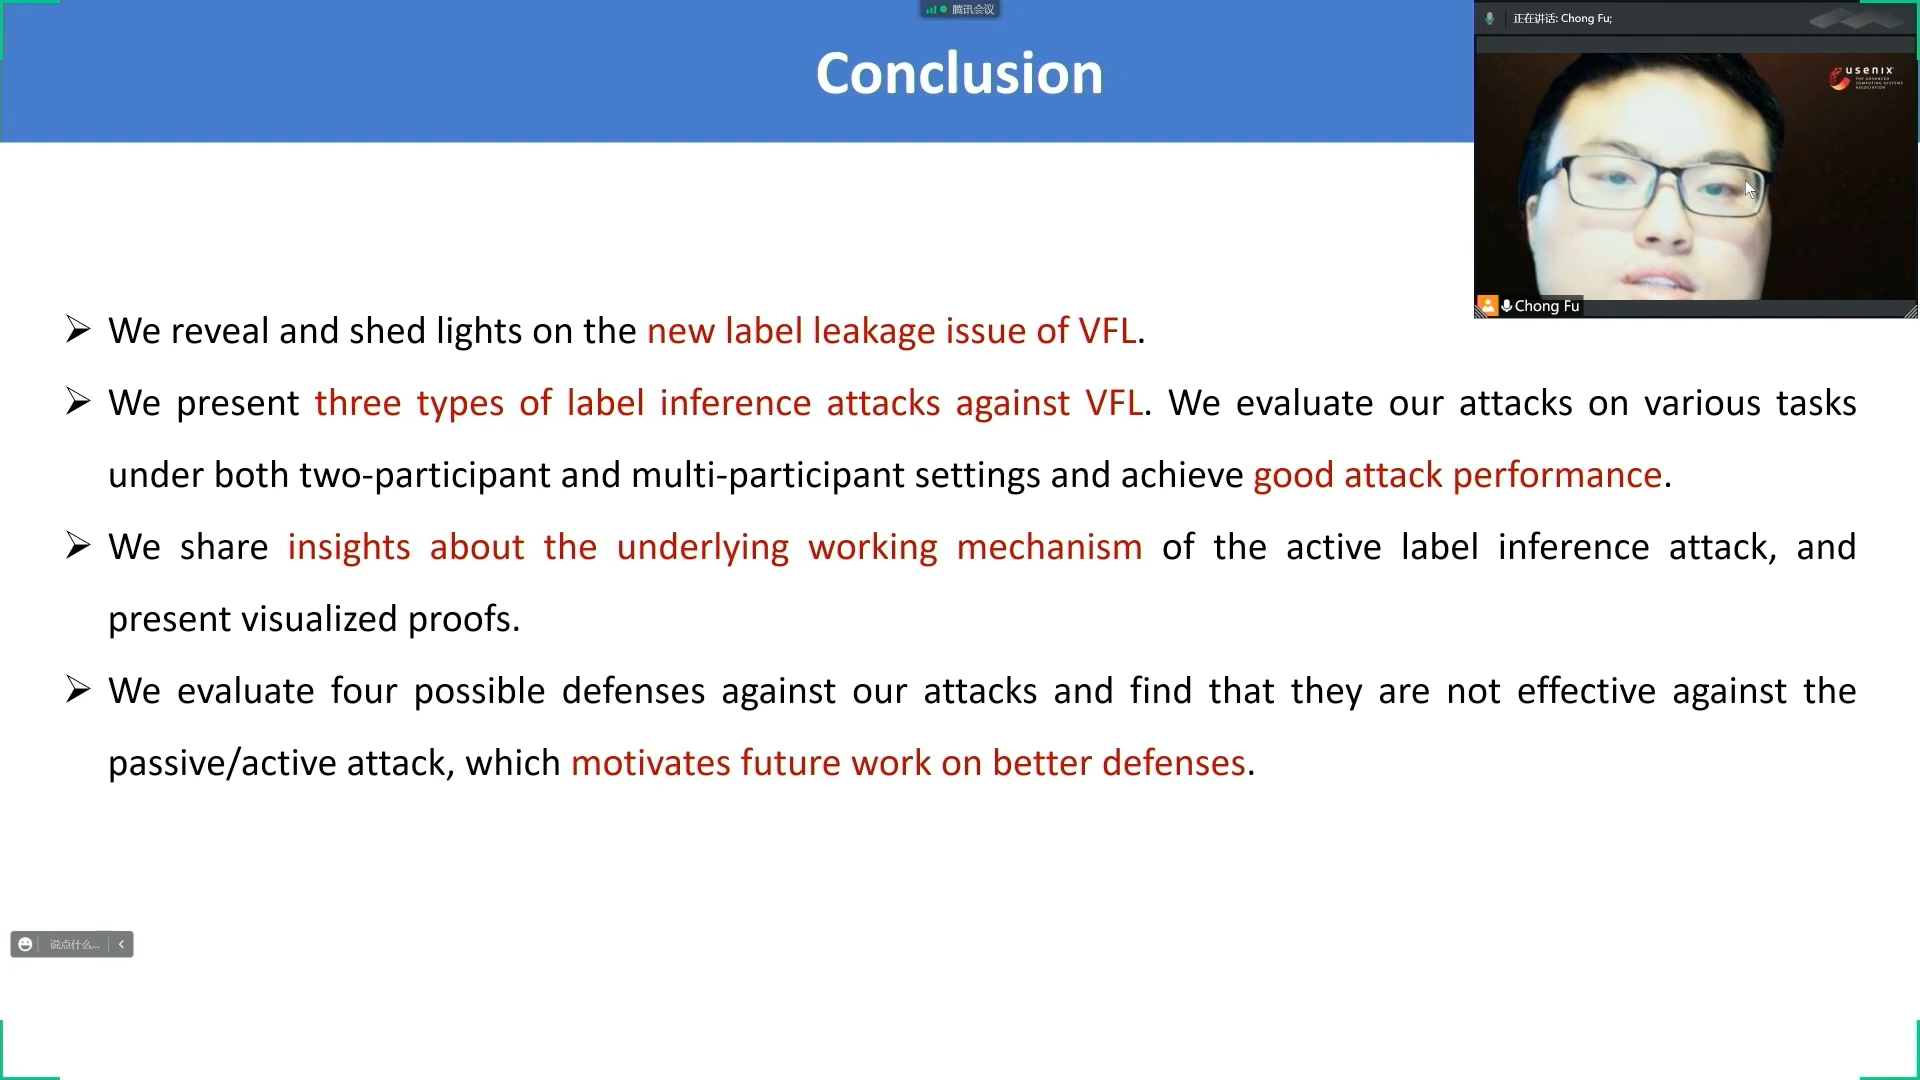 腾讯会议
Conclusion
正在讲话: Chong Fu;
usenix
THE ADVANCED
COMPUTING SYSTEMS
ASSOCIATION
Chong Fu
➢ We reveal and shed lights on the new label leakage issue of VFL.
➢ We present three types of label inference attacks against VFL. We evaluate our attacks on various tasks
under both two-participant and multi-participant settings and achieve good attack performance.
➢ We share insights about the underlying working mechanism of the active label inference attack, and
present visualized proofs.
➢ We evaluate four possible defenses against our attacks and find that they are not effective against the
passive/active attack, which motivates future work on better defenses.
说点什么...